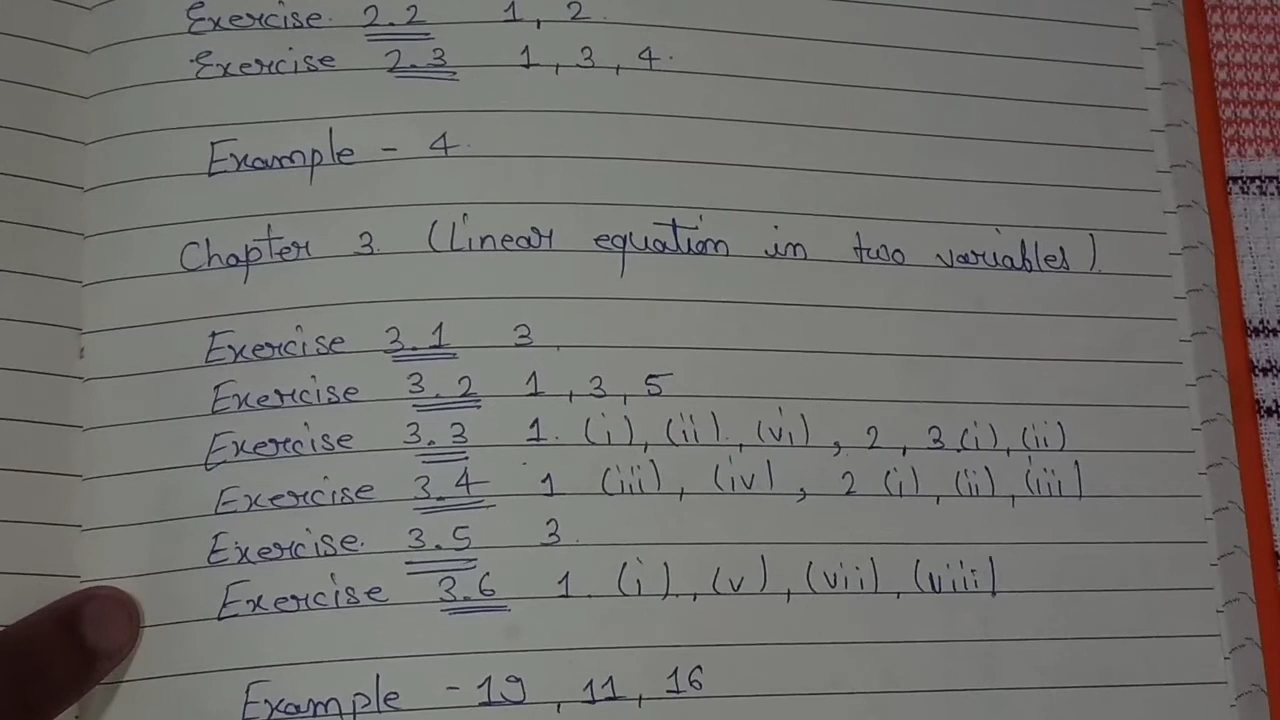 Exercise. 2.2 1, 2.
Exercise 2.3 1, 3, 4.
Example - 4.
Chapter 3. (Linear equation in two variables).
Exercise 3.1 3
Exercise 3.2 1, 3, 5
Exercise 3.3 1. (i), (ii), (vi), 2, 3.(i), (ii)
Exercise 3.4 1 (iii), (iv), 2 (i), (ii), (iii)
Exercise. 3.5 3.
Exercise 3.6 1. (i), (v), (vii), (viii)
Example - 19, 11, 16